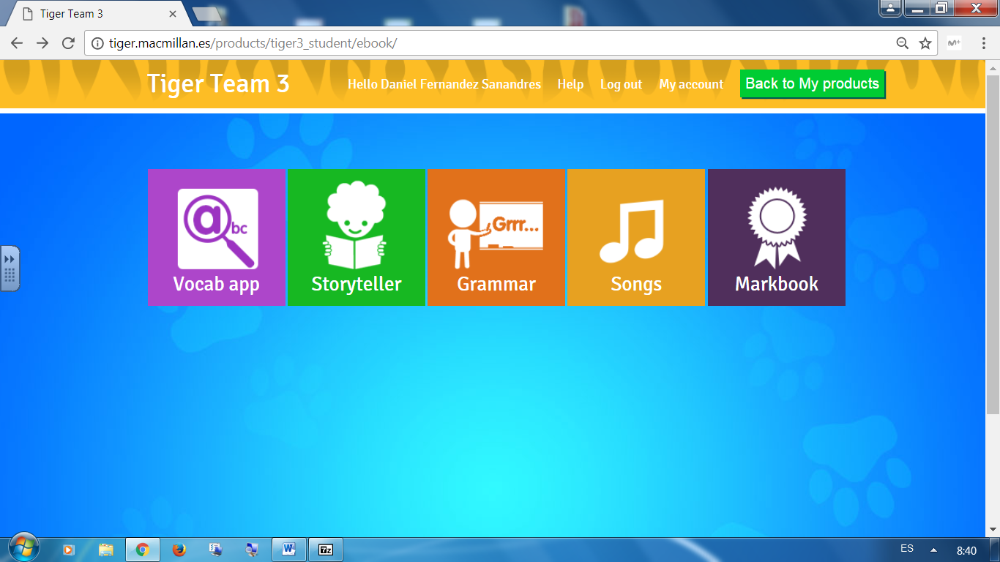 Tiger Team 3
tiger.macmillan.es/products/tiger3_student/ebook/
Tiger Team 3
Hello Daniel Fernandez Sanandres Help Log out My account Back to My products
abc
Grrr...
Vocab app Storyteller Grammar Songs Markbook
W 7z ES 8:40